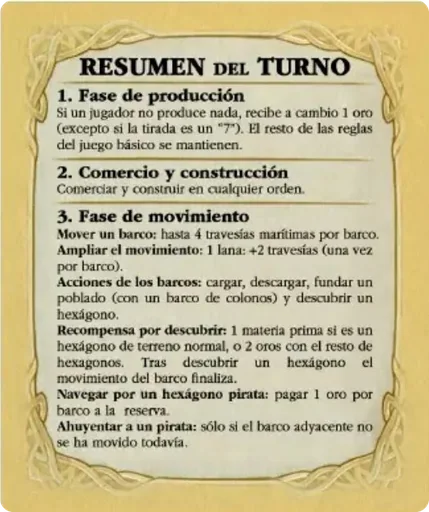 RESUMEN DEL TURNO
1. Fase de producción
Si un jugador no produce nada, recibe a cambio 1 oro
(excepto si la tirada es un "7"). El resto de las reglas
del juego básico se mantienen.
2. Comercio y construcción
Comerciar y construir en cualquier orden.
3. Fase de movimiento
Mover un barco: hasta 4 travesías marítimas por barco.
Ampliar el movimiento: 1 lana: +2 travesías (una vez
por barco).
Acciones de los barcos: cargar, descargar, fundar un
poblado (con un barco de colonos) y descubrir un
hexágono.
Recompensa por descubrir: 1 materia prima si es un
hexágono de terreno normal, o 2 oros con el resto de
hexagonos. Tras descubrir un hexágono el
movimiento del barco finaliza.
Navegar por un hexágono pirata: pagar 1 oro por
barco a la reserva.
Ahuyentar a un pirata: sólo si el barco adyacente no
se ha movido todavía.